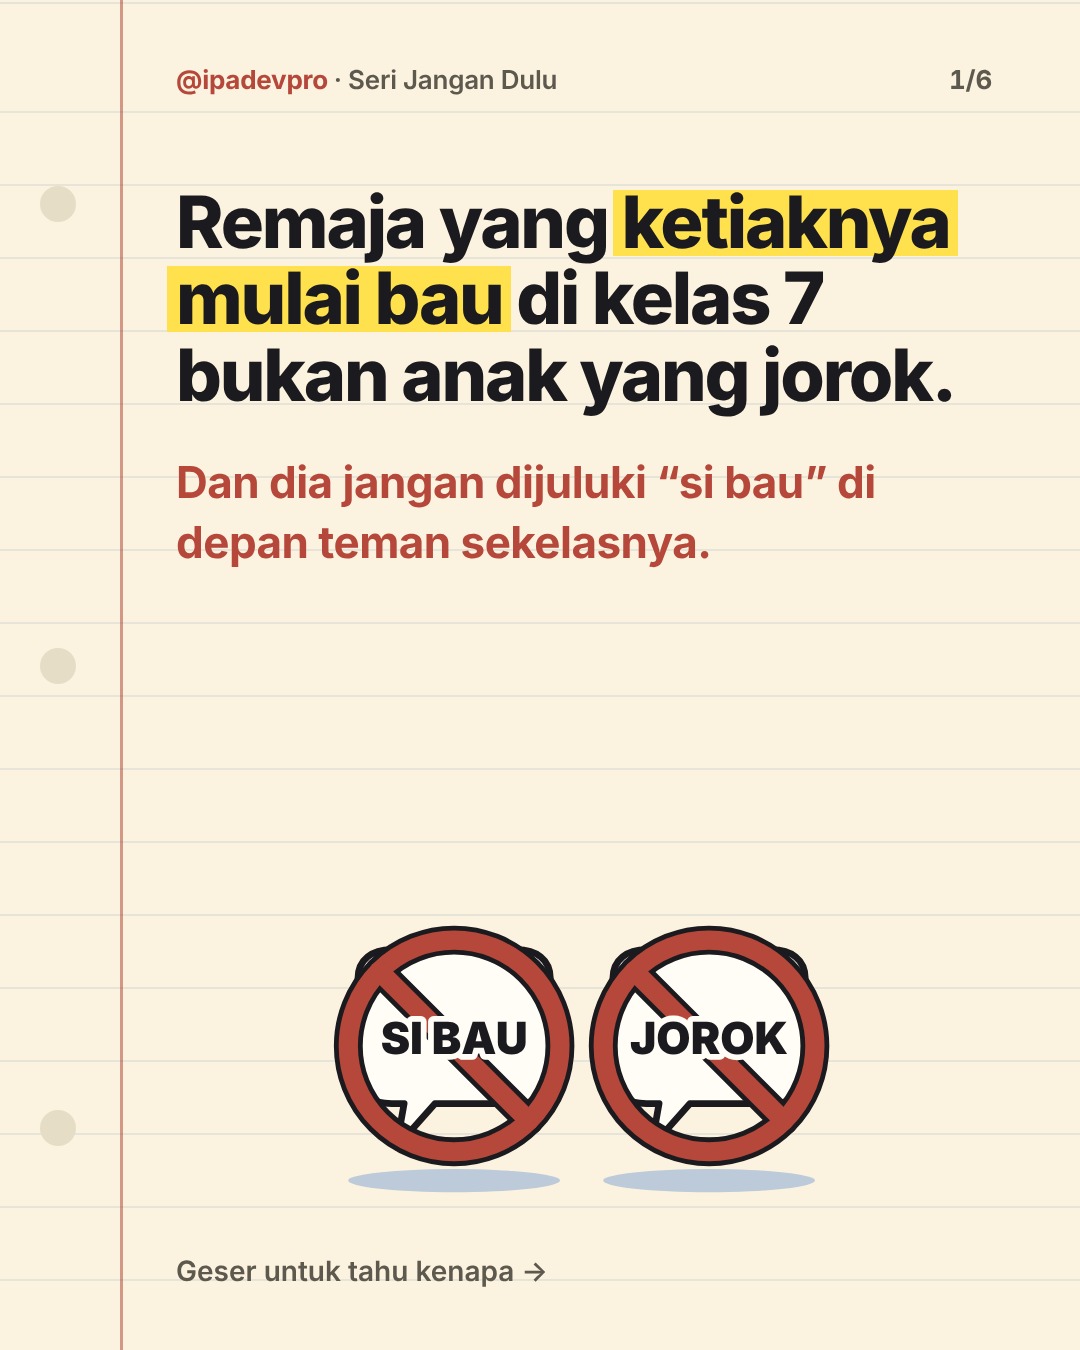 @ipadevpro · Seri Jangan Dulu
1/6
Remaja yang ketiaknya
mulai bau di kelas 7
bukan anak yang jorok.
Dan dia jangan dijuluki “si bau” di
depan teman sekelasnya.
SI BAU
JOROK
Geser untuk tahu kenapa →